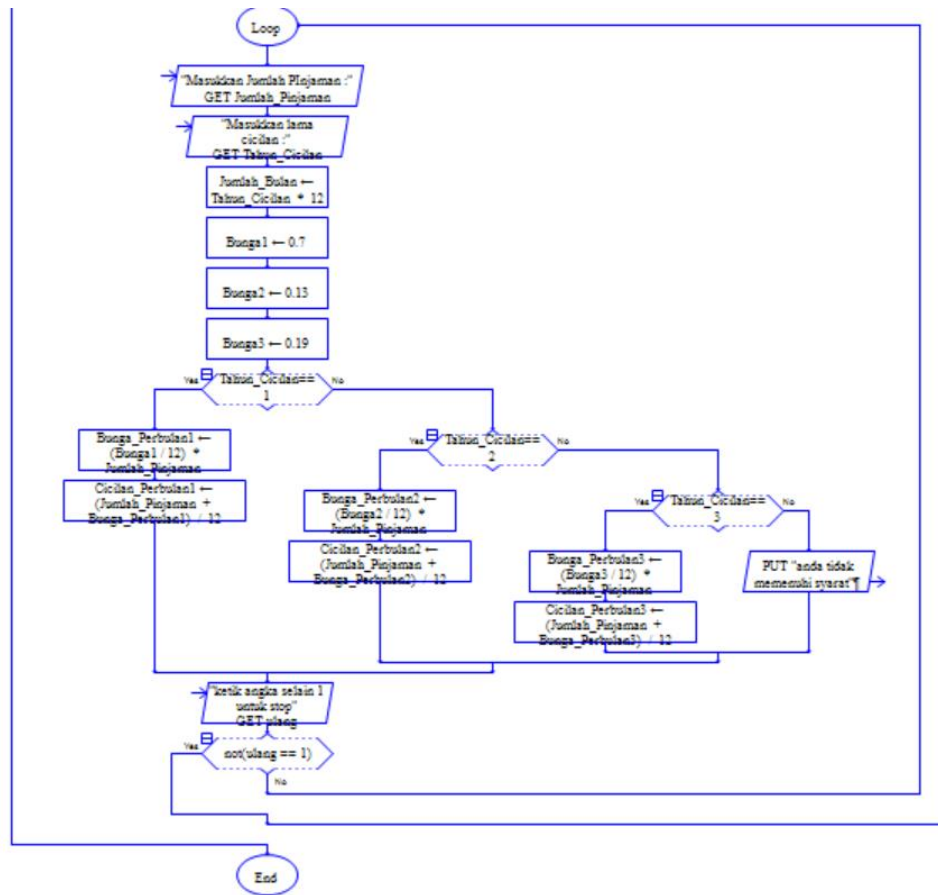 Loop
"Masukkan Jumlah PInjaman :"
GET Jumlah_Pinjaman
"Masukkan lama
cicilan :"
GET Tahun_Cicilan
Jumlah_Bulan ←
Tahun_Cicilan * 12
Bunga1 ← 0.7
Bunga2 ← 0.13
Bunga3 ← 0.19
Yes
Tahun_Cicilan==
1
No
Bunga_Perbulan1 ←
(Bunga1 / 12) *
Jumlah_Pinjaman
Cicilan_Perbulan1 ←
(Jumlah_Pinjaman +
Bunga_Perbulan1) / 12
Yes
Tahun_Cicilan==
2
No
Bunga_Perbulan2 ←
(Bunga2 / 12) *
Jumlah_Pinjaman
Cicilan_Perbulan2 ←
(Jumlah_Pinjaman +
Bunga_Perbulan2) / 12
Yes
Tahun_Cicilan==
3
No
Bunga_Perbulan3 ←
(Bunga3 / 12) *
Jumlah_Pinjaman
Cicilan_Perbulan3 ←
(Jumlah_Pinjaman +
Bunga_Perbulan3) / 12
PUT "anda tidak
memenuhi syarat"¶
"ketik angka selain 1
untuk stop"
GET ulang
Yes
not(ulang == 1)
No
End